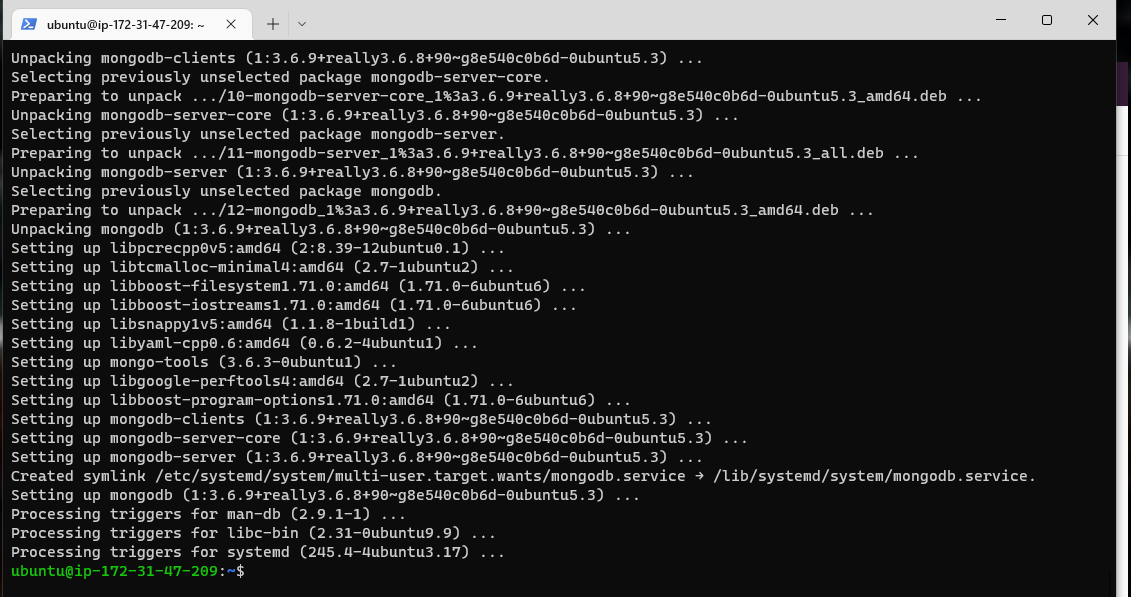 ubuntu@ip-172-31-47-209: ~
Unpacking mongodb-clients (1:3.6.9+really3.6.8+90~g8e540c0b6d-0ubuntu5.3) ...
Selecting previously unselected package mongodb-server-core.
Preparing to unpack .../10-mongodb-server-core_1%3a3.6.9+really3.6.8+90~g8e540c0b6d-0ubuntu5.3_amd64.deb ...
Unpacking mongodb-server-core (1:3.6.9+really3.6.8+90~g8e540c0b6d-0ubuntu5.3) ...
Selecting previously unselected package mongodb-server.
Preparing to unpack .../11-mongodb-server_1%3a3.6.9+really3.6.8+90~g8e540c0b6d-0ubuntu5.3_all.deb ...
Unpacking mongodb-server (1:3.6.9+really3.6.8+90~g8e540c0b6d-0ubuntu5.3) ...
Selecting previously unselected package mongodb.
Preparing to unpack .../12-mongodb_1%3a3.6.9+really3.6.8+90~g8e540c0b6d-0ubuntu5.3_amd64.deb ...
Unpacking mongodb (1:3.6.9+really3.6.8+90~g8e540c0b6d-0ubuntu5.3) ...
Setting up libpcrecpp0v5:amd64 (2:8.39-12ubuntu0.1) ...
Setting up libtcmalloc-minimal4:amd64 (2.7-1ubuntu2) ...
Setting up libboost-filesystem1.71.0:amd64 (1.71.0-6ubuntu6) ...
Setting up libboost-iostreams1.71.0:amd64 (1.71.0-6ubuntu6) ...
Setting up libsnappy1v5:amd64 (1.1.8-1build1) ...
Setting up libyaml-cpp0.6:amd64 (0.6.2-4ubuntu1) ...
Setting up mongo-tools (3.6.3-0ubuntu1) ...
Setting up libgoogle-perftools4:amd64 (2.7-1ubuntu2) ...
Setting up libboost-program-options1.71.0:amd64 (1.71.0-6ubuntu6) ...
Setting up mongodb-clients (1:3.6.9+really3.6.8+90~g8e540c0b6d-0ubuntu5.3) ...
Setting up mongodb-server-core (1:3.6.9+really3.6.8+90~g8e540c0b6d-0ubuntu5.3) ...
Setting up mongodb-server (1:3.6.9+really3.6.8+90~g8e540c0b6d-0ubuntu5.3) ...
Created symlink /etc/systemd/system/multi-user.target.wants/mongodb.service → /lib/systemd/system/mongodb.service.
Setting up mongodb (1:3.6.9+really3.6.8+90~g8e540c0b6d-0ubuntu5.3) ...
Processing triggers for man-db (2.9.1-1) ...
Processing triggers for libc-bin (2.31-0ubuntu9.9) ...
Processing triggers for systemd (245.4-4ubuntu3.17) ...
ubuntu@ip-172-31-47-209:~$